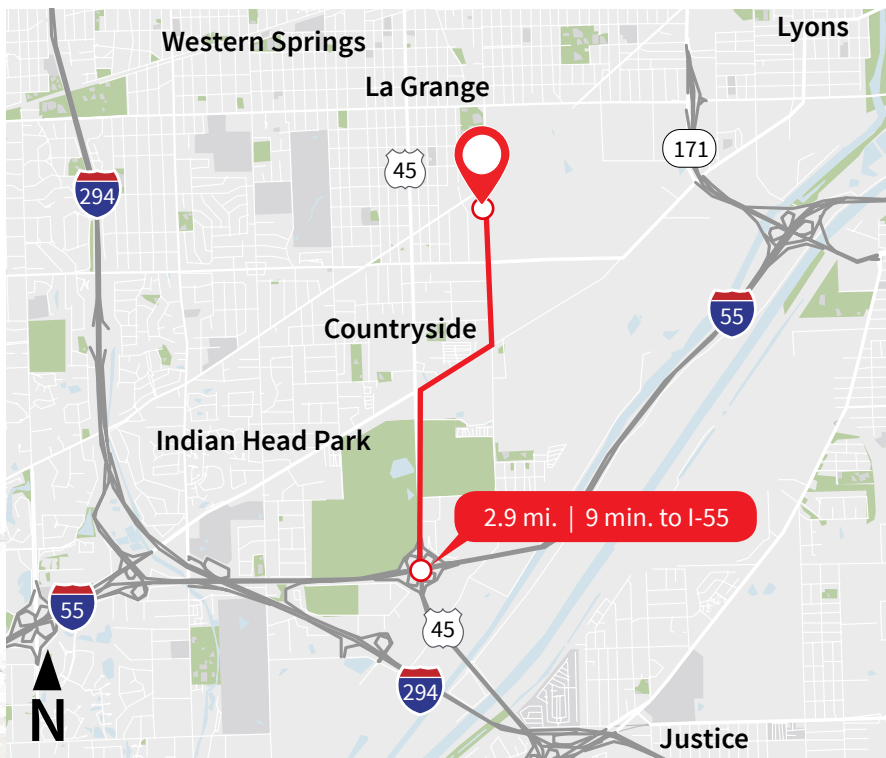 Lyons
Western Springs
La Grange
171
45
294
55
Countryside
Indian Head Park
2.9 mi. | 9 min. to I-55
55
45
294
N
Justice